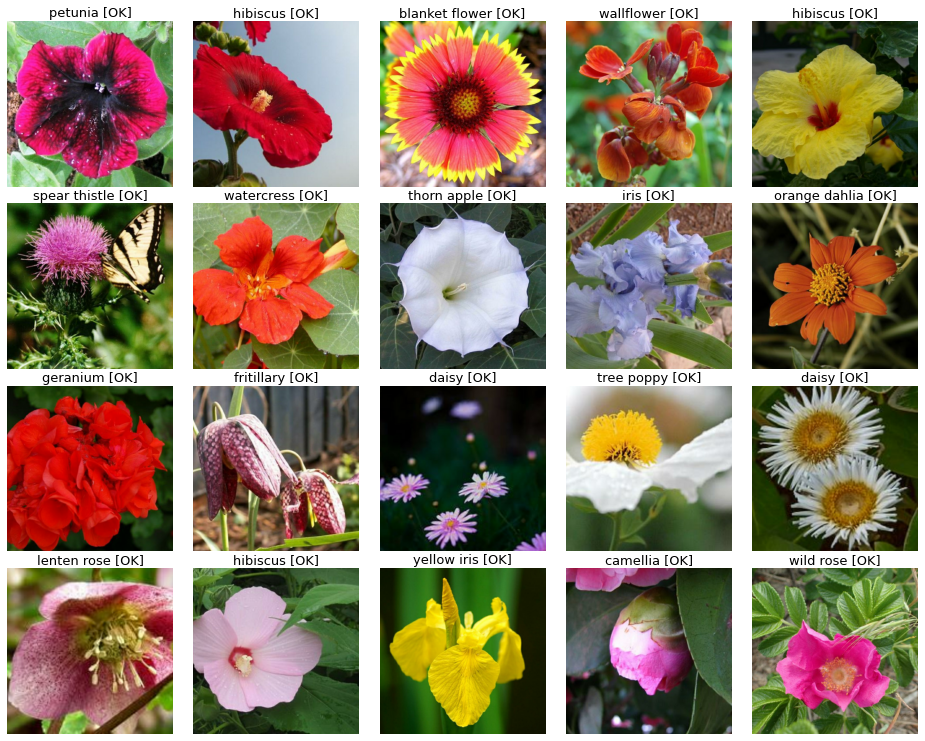 petunia [OK]
hibiscus [OK]
blanket flower [OK]
wallflower [OK]
hibiscus [OK]
spear thistle [OK]
watercress [OK]
thorn apple [OK]
iris [OK]
orange dahlia [OK]
geranium [OK]
fritillary [OK]
daisy [OK]
tree poppy [OK]
daisy [OK]
lenten rose [OK]
hibiscus [OK]
yellow iris [OK]
camellia [OK]
wild rose [OK]